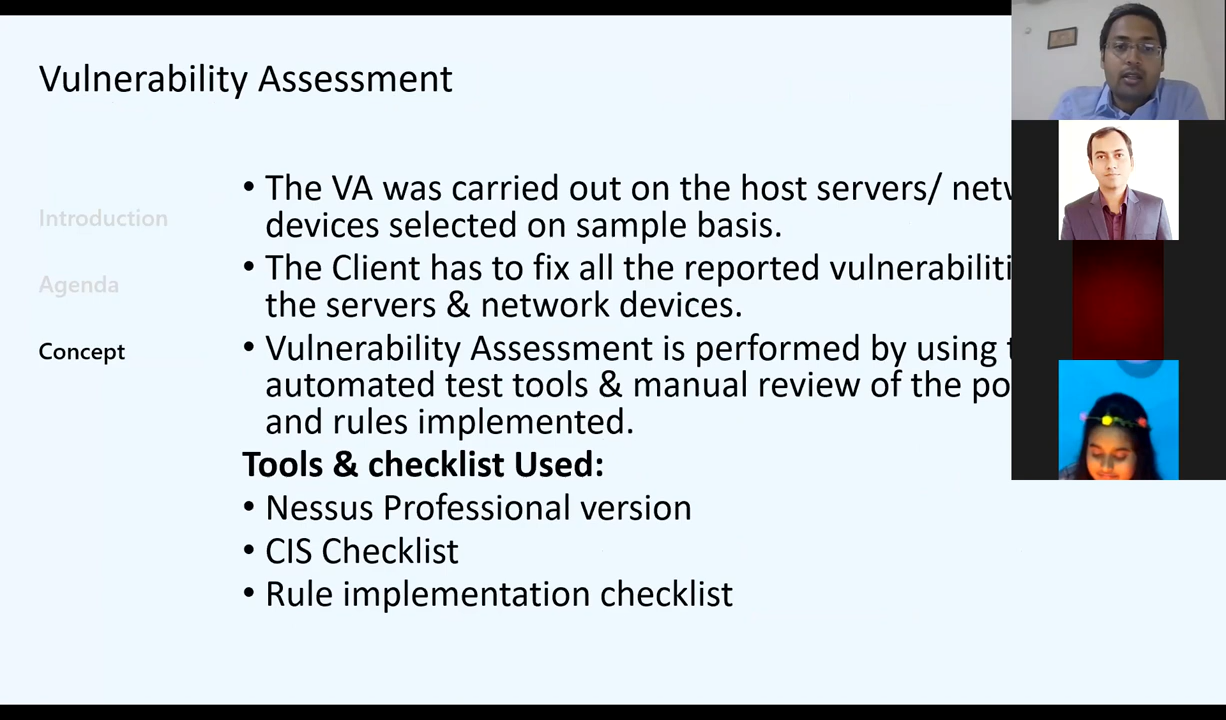 Vulnerability Assessment
Introduction
Agenda
Concept
• The VA was carried out on the host servers/
devices selected on sample basis.
• The Client has to fix all the reported
the servers & network devices.
• Vulnerability Assessment is performed by using
automated test tools & manual review of the
and rules implemented.
Tools & checklist Used:
• Nessus Professional version
• CIS Checklist
• Rule implementation checklist